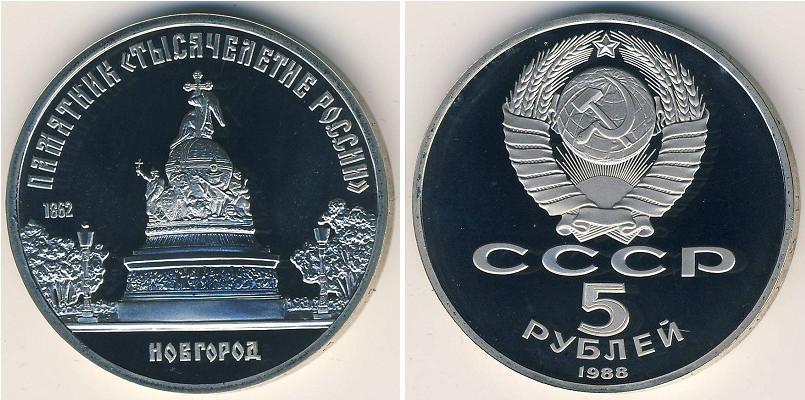 ПАМЯТНИК «ТЫСЯЧЕЛЕТИЕ РОССИИ»
1862
НОВГОРОД
СССР
5
РУБЛЕЙ
1988